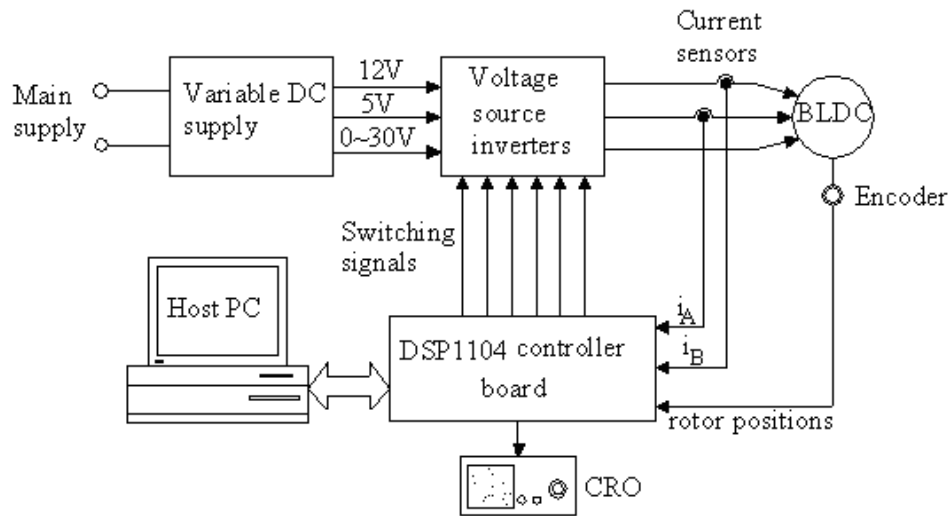 Current
sensors
Main
supply
Variable DC
supply
12V
5V
0~30V
Voltage
source
inverters
BLDC
Encoder
Switching
signals
Host PC
DSP1104 controller
board
iA
iB
rotor positions
CRO